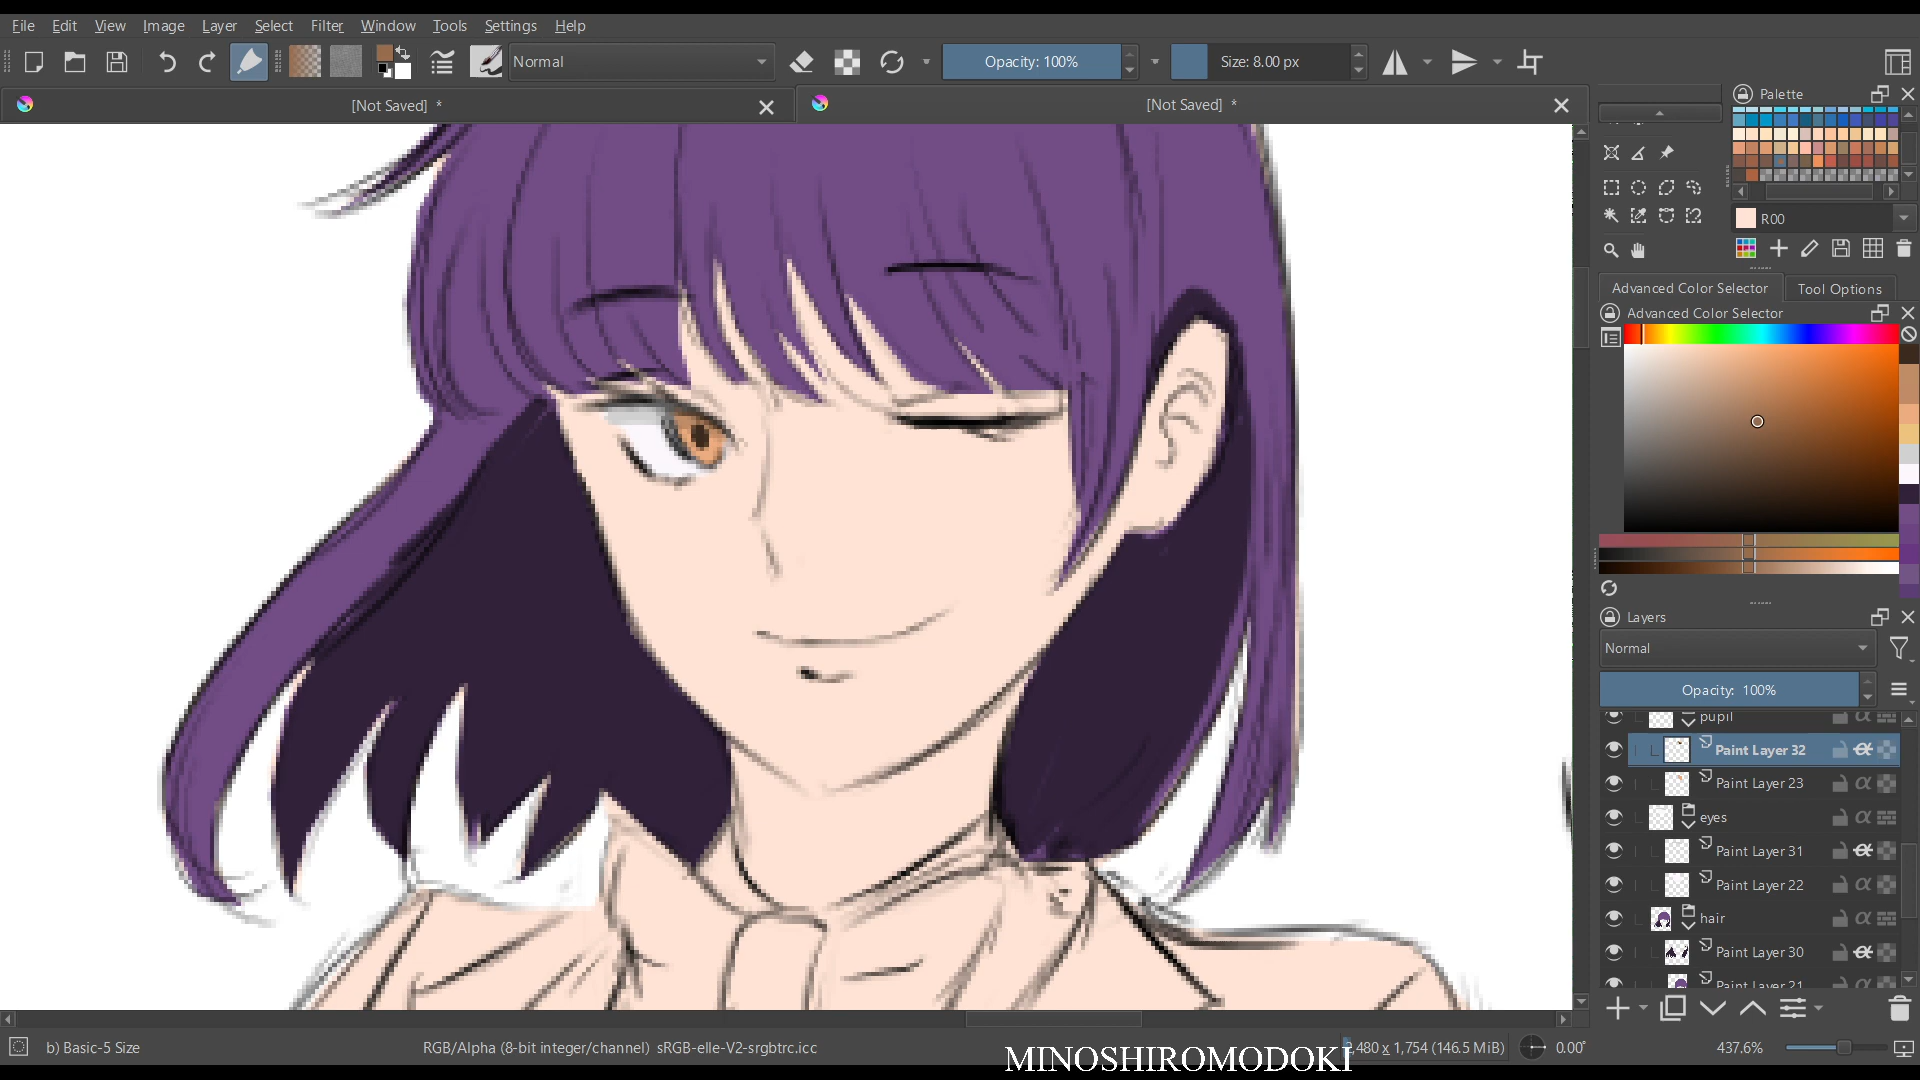 File Edit View Image Layer Select Filter Window Tools Settings Help
Normal Opacity: 100% Size: 8.00 px
[Not Saved] * [Not Saved] *
Palette
R00
Advanced Color Selector Tool Options
Advanced Color Selector
Layers
Normal
Opacity: 100%
pupil
Paint Layer 32
Paint Layer 23
eyes
Paint Layer 31
Paint Layer 22
hair
Paint Layer 30
Paint Layer 21
b) Basic-5 Size RGB/Alpha (8-bit integer/channel) sRGB-elle-V2-srgbtrc.icc 2,480 x 1,754 (146.5 MiB) 0.00° 437.6%
MINOSHIROMODOKI